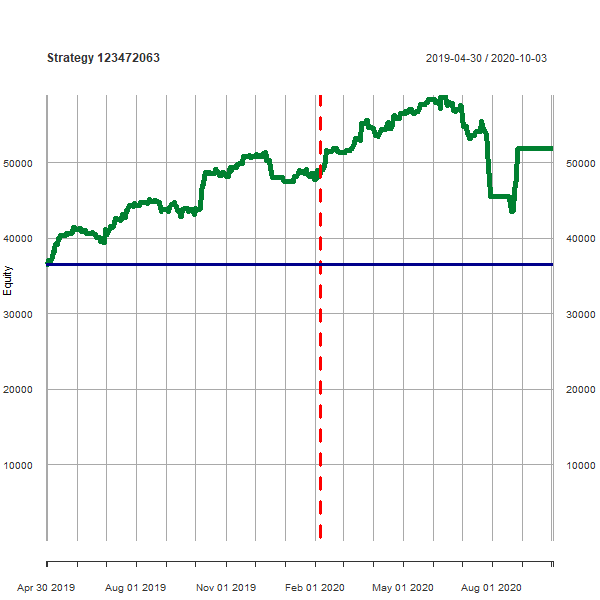 Strategy 123472063
2019-04-30 / 2020-10-03
50000
50000
40000
40000
Equity
30000
30000
20000
20000
10000
10000
Apr 30 2019
Aug 01 2019
Nov 01 2019
Feb 01 2020
May 01 2020
Aug 01 2020